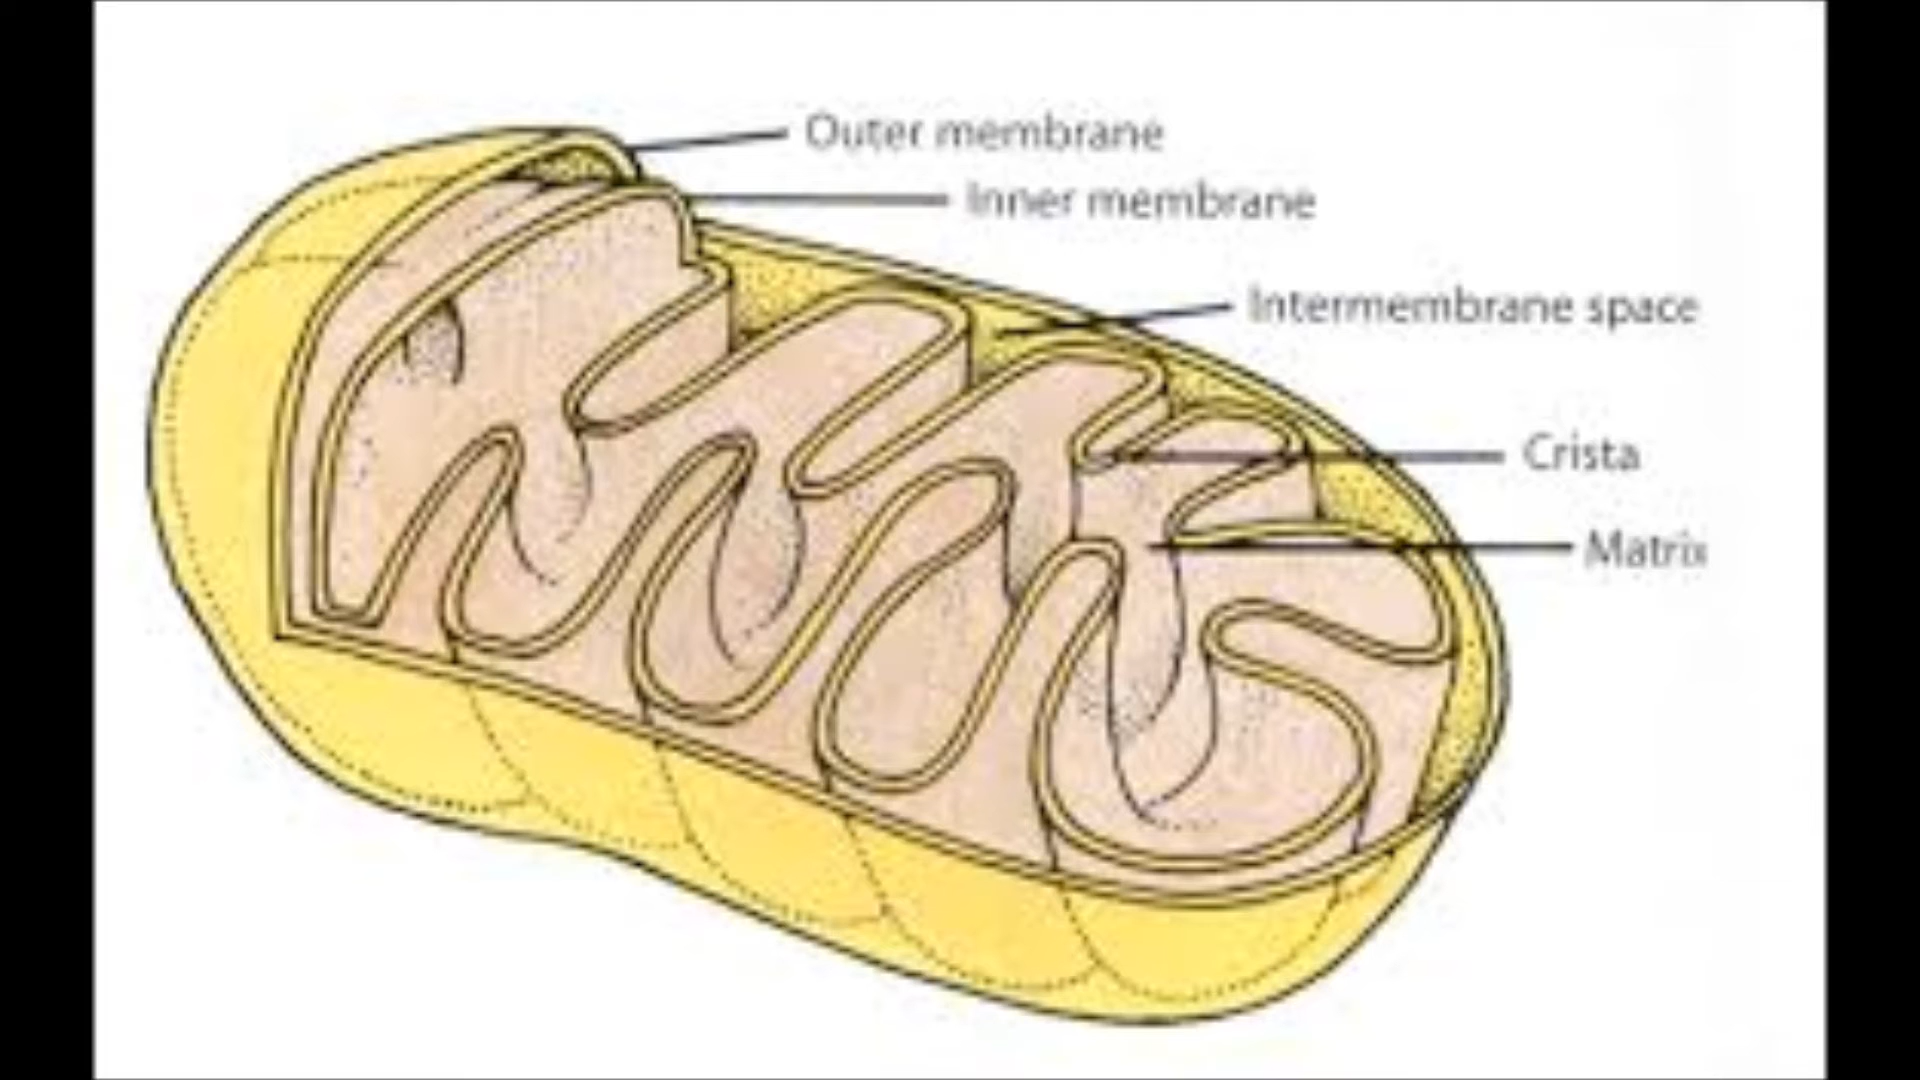 Outer membrane
Inner membrane
Intermembrane space
Crista
Matrix